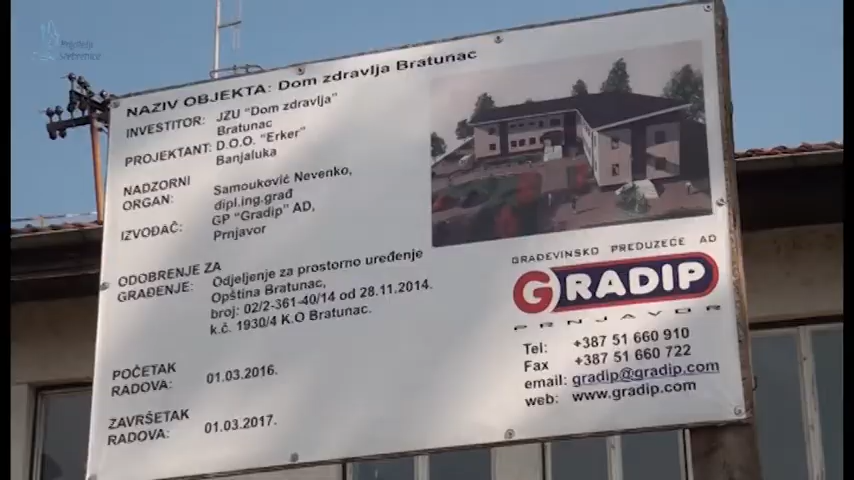 Prijatelji
Srebrenice
NAZIV OBJEKTA: Dom zdravlja Bratunac
INVESTITOR: JZU "Dom zdravlja"
Bratunac
PROJEKTANT: D.O.O. "Erker"
Banjaluka
NADZORNI
ORGAN: Samouković Nevenko,
dipl.ing.građ
IZVOĐAČ: GP "Gradip" AD,
Prnjavor
ODOBRENJE ZA
GRAĐENJE: Odjeljenje za prostorno uređenje
Opština Bratunac,
broj: 02/2-361-40/14 od 28.11.2014.
k.č. 1930/4 K.O Bratunac.
POČETAK
RADOVA: 01.03.2016.
ZAVRŠETAK
RADOVA: 01.03.2017.
GRAĐEVINSKO PREDUZEĆE AD
GRADIP
PRNJAVOR
Tel: +387 51 660 910
Fax +387 51 660 722
email: gradip@gradip.com
web: www.gradip.com